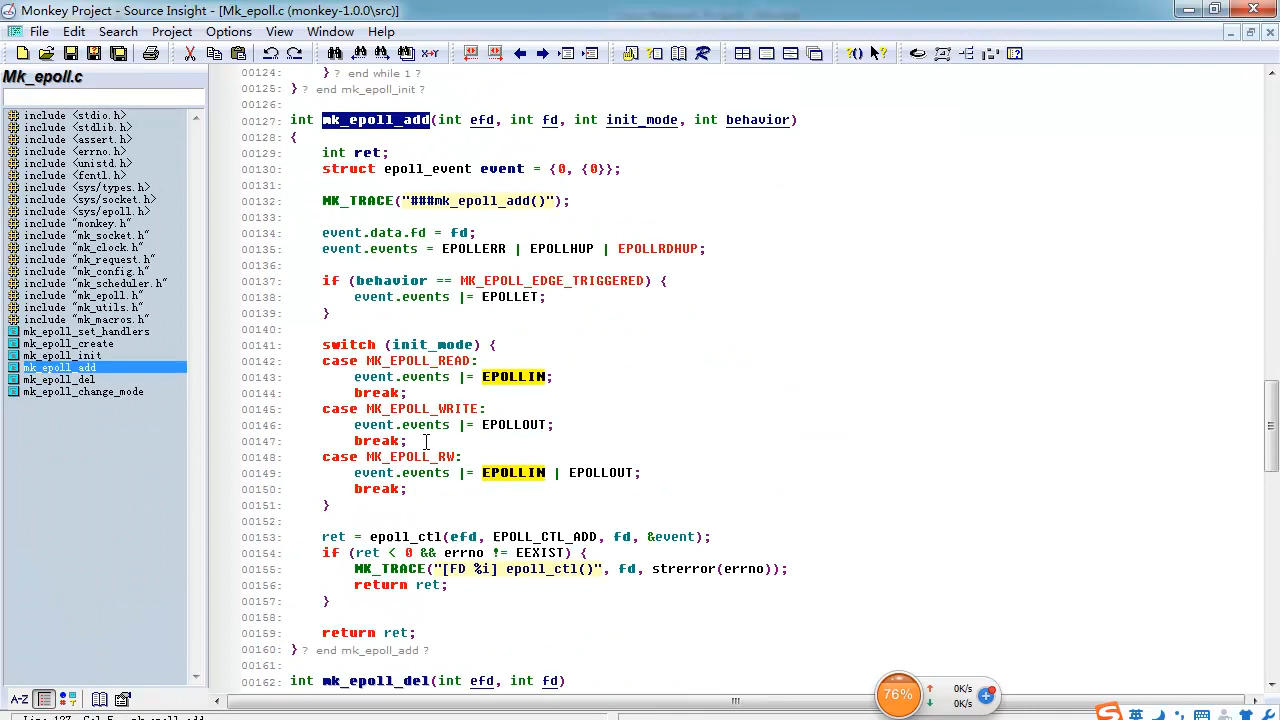 Monkey Project - Source Insight - [Mk_epoll.c (monkey-1.0.0\src)]
File Edit Search Project Options View Window Help
Mk_epoll.c
include <stdio.h>
include <stdlib.h>
include <assert.h>
include <errno.h>
include <unistd.h>
include <fcntl.h>
include <sys/types.h>
include <sys/socket.h>
include <sys/epoll.h>
include "monkey.h"
include "mk_socket.h"
include "mk_clock.h"
include "mk_request.h"
include "mk_config.h"
include "mk_scheduler.h"
include "mk_epoll.h"
include "mk_utils.h"
include "mk_macros.h"
mk_epoll_set_handlers
mk_epoll_create
mk_epoll_init
mk_epoll_add
mk_epoll_del
mk_epoll_change_mode
A-Z
00124: } ? end while 1 ?
00125: } ? end mk_epoll_init ?
00126:
00127: int mk_epoll_add(int efd, int fd, int init_mode, int behavior)
00128: {
00129: int ret;
00130: struct epoll_event event = {0, {0}};
00131:
00132: MK_TRACE("###mk_epoll_add()");
00133:
00134: event.data.fd = fd;
00135: event.events = EPOLLERR | EPOLLHUP | EPOLLRDHUP;
00136:
00137: if (behavior == MK_EPOLL_EDGE_TRIGGERED) {
00138: event.events |= EPOLLET;
00139: }
00140:
00141: switch (init_mode) {
00142: case MK_EPOLL_READ:
00143: event.events |= EPOLLIN;
00144: break;
00145: case MK_EPOLL_WRITE:
00146: event.events |= EPOLLOUT;
00147: break;
00148: case MK_EPOLL_RW:
00149: event.events |= EPOLLIN | EPOLLOUT;
00150: break;
00151: }
00152:
00153: ret = epoll_ctl(efd, EPOLL_CTL_ADD, fd, &event);
00154: if (ret < 0 && errno != EEXIST) {
00155: MK_TRACE("[FD %i] epoll_ctl()", fd, strerror(errno));
00156: return ret;
00157: }
00158:
00159: return ret;
00160: } ? end mk_epoll_add ?
00161:
00162: int mk_epoll_del(int efd, int fd)
76%
0K/s
0K/s
英